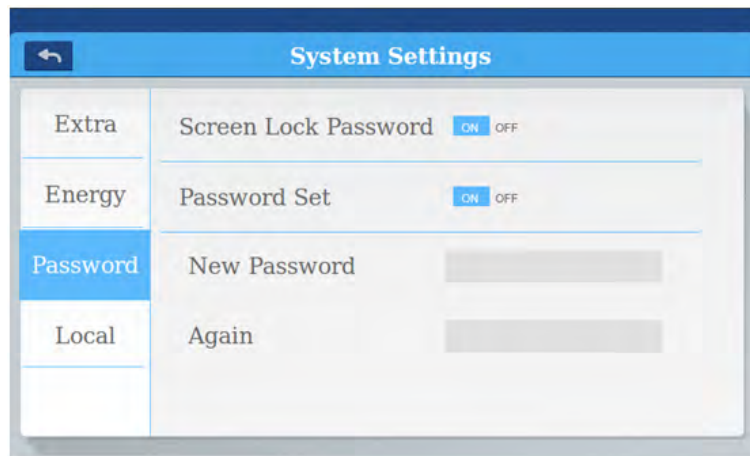 System Settings
Extra
Screen Lock Password ON OFF
Energy
Password Set ON OFF
Password
New Password
Local
Again